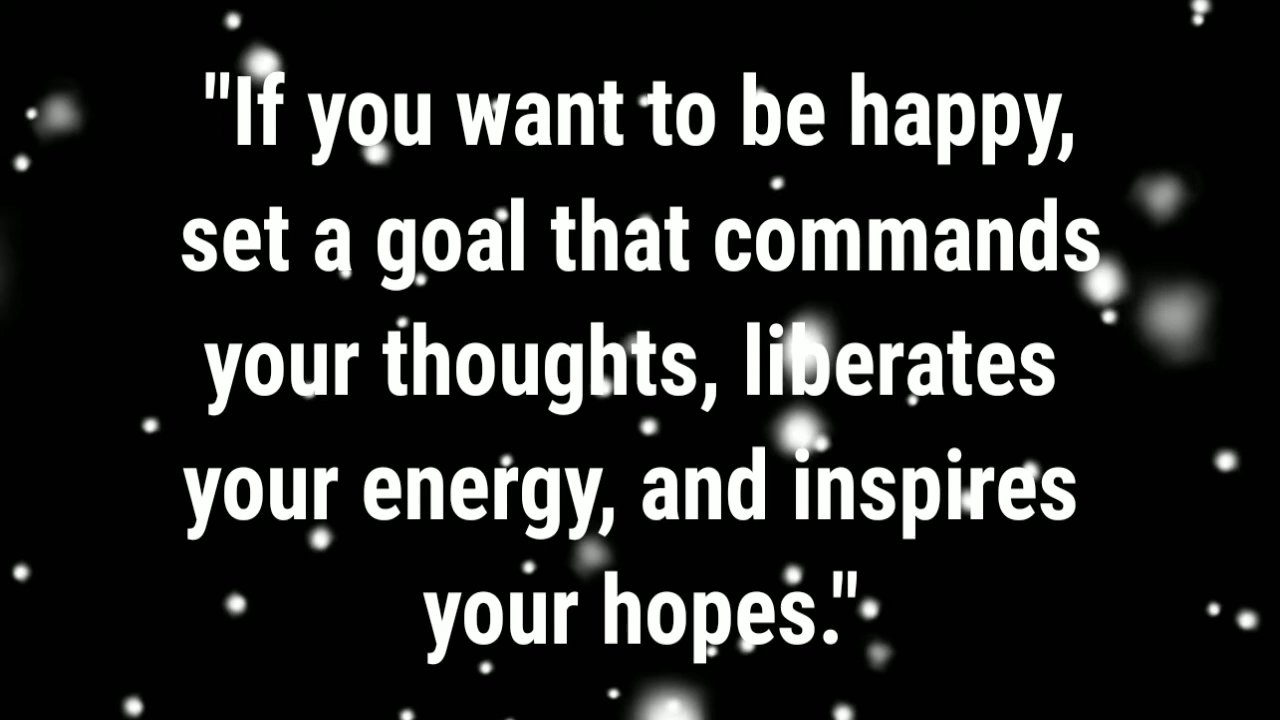 "If you want to be happy,
set a goal that commands
your thoughts, liberates
your energy, and inspires
your hopes."